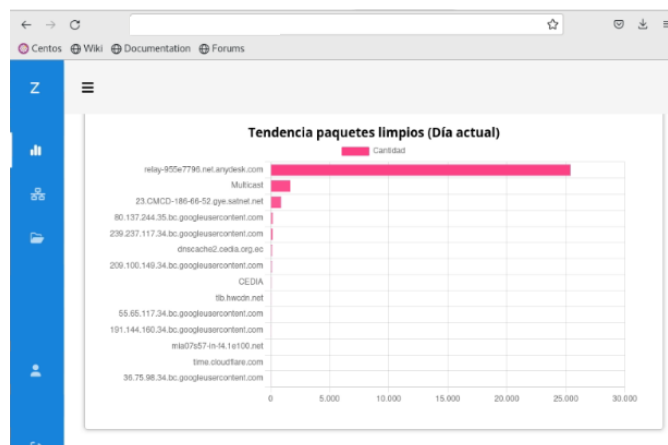 Centos Wiki Documentation Forums
Z
Tendencia paquetes limpios (Día actual)
Cantidad
relay-955e7796.net.anydesk.com
Multicast
23.CMCD-186-66-52.gye.satnet.net
80.137.244.35.bc.googleusercontent.com
239.237.117.34.bc.googleusercontent.com
dnscache2.cedia.org.ec
209.100.149.34.bc.googleusercontent.com
CEDIA
tlb.hwcdn.net
55.65.117.34.bc.googleusercontent.com
191.144.160.34.bc.googleusercontent.com
mia07s57-in-f4.1e100.net
time.cloudflare.com
36.75.98.34.bc.googleusercontent.com
0 5.000 10.000 15.000 20.000 25.000 30.000